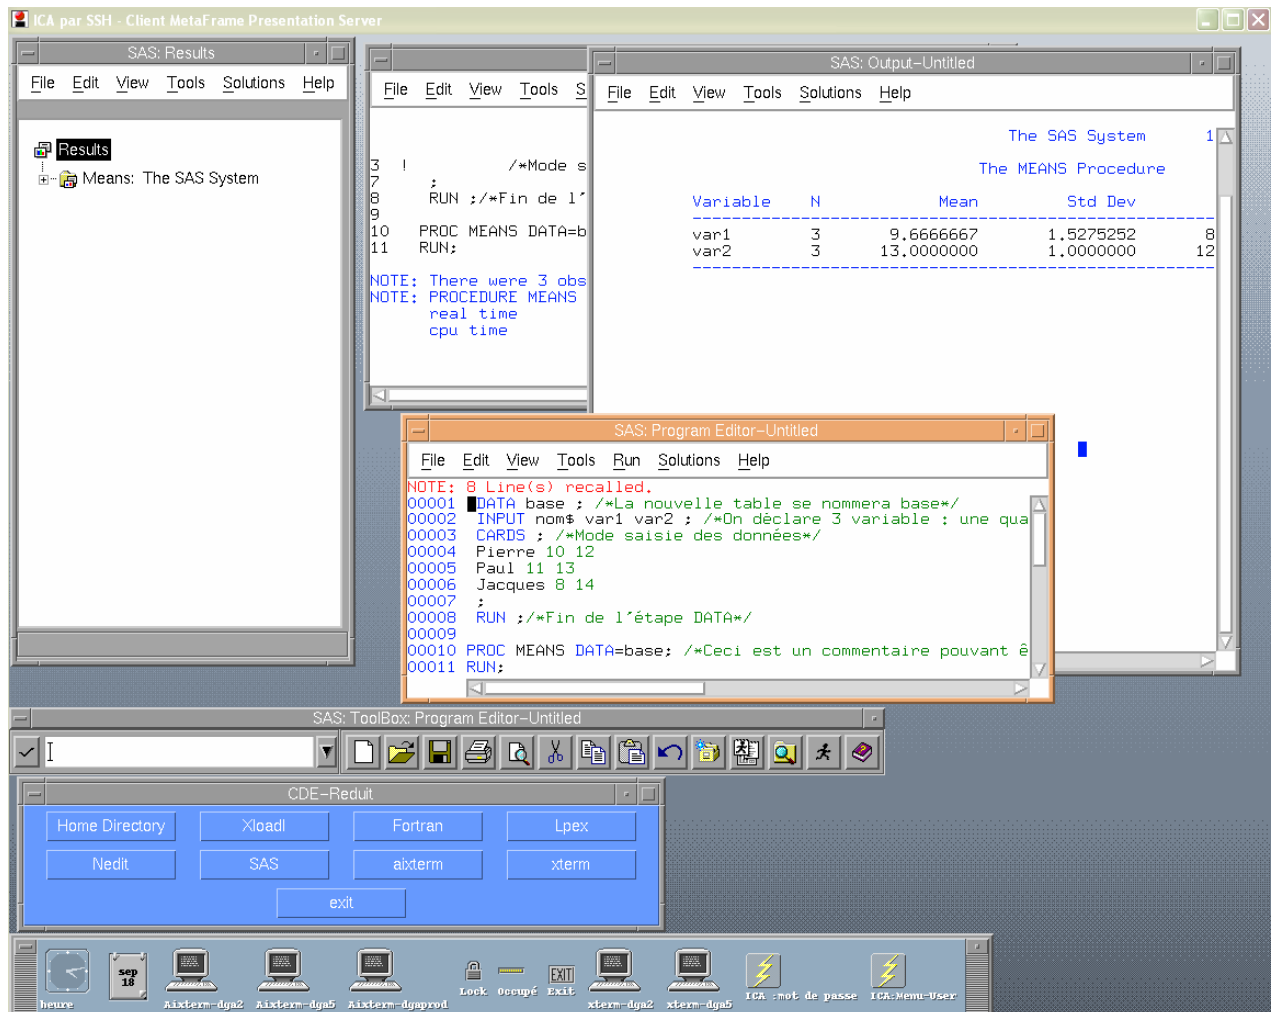 ICA par SSH - Client MetaFrame Presentation Server
SAS: Results
File Edit View Tools Solutions Help
Results
Means: The SAS System
File Edit View Tools S
3 ! /*Mode s
7 ;
8 RUN ;/*Fin de l'
9
10 PROC MEANS DATA=b
11 RUN;
NOTE: There were 3 obs
NOTE: PROCEDURE MEANS
real time
cpu time
SAS: Output-Untitled
File Edit View Tools Solutions Help
The SAS System 1
The MEANS Procedure
Variable N Mean Std Dev
var1 3 9.6666667 1.5275252 8
var2 3 13.0000000 1.0000000 12
SAS: Program Editor-Untitled
File Edit View Tools Run Solutions Help
NOTE: 8 Line(s) recalled.
00001 DATA base ; /*La nouvelle table se nommera base*/
00002 INPUT nom$ var1 var2 ; /*On déclare 3 variable : une qua
00003 CARDS ; /*Mode saisie des données*/
00004 Pierre 10 12
00005 Paul 11 13
00006 Jacques 8 14
00007 ;
00008 RUN ;/*Fin de l'étape DATA*/
00009
00010 PROC MEANS DATA=base; /*Ceci est un commentaire pouvant ê
00011 RUN;
SAS: ToolBox: Program Editor-Untitled
CDE-Reduit
Home Directory Xloadl Fortran Lpex
Nedit SAS aixterm xterm
exit
heure
sep
18
Aixterm-dga2 Aixterm-dga5 Aixterm-dgaprod
Lock Occupé
EXIT
Exit
xterm-dga2 xterm-dga5 ICA :mot de passe ICA:Menu-User